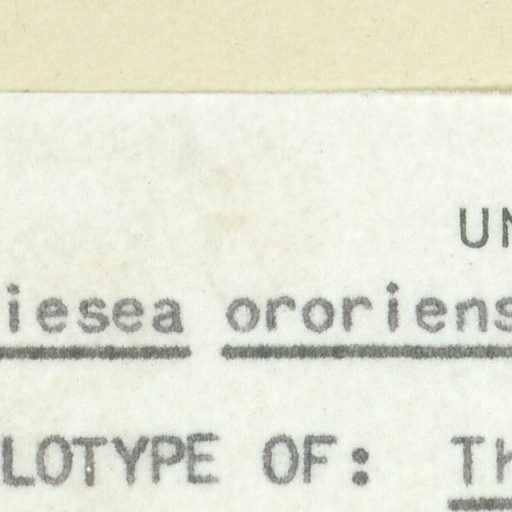 UN
iesea ororiens
LOTYPE OF: Th